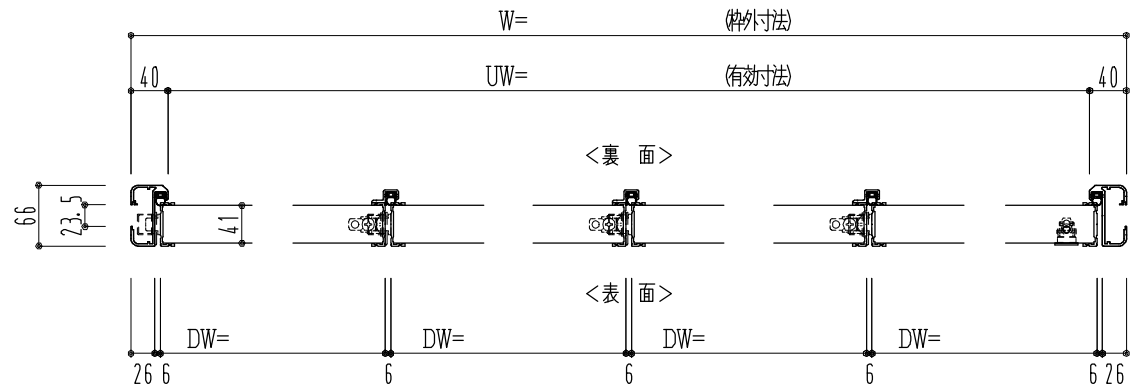 W= (枠外寸法)
40 UW= (有効寸法) 40
<裏 面>
66 23.5 41
<表 面>
DW= DW= DW= DW=
26 6 6 6 6 6 26